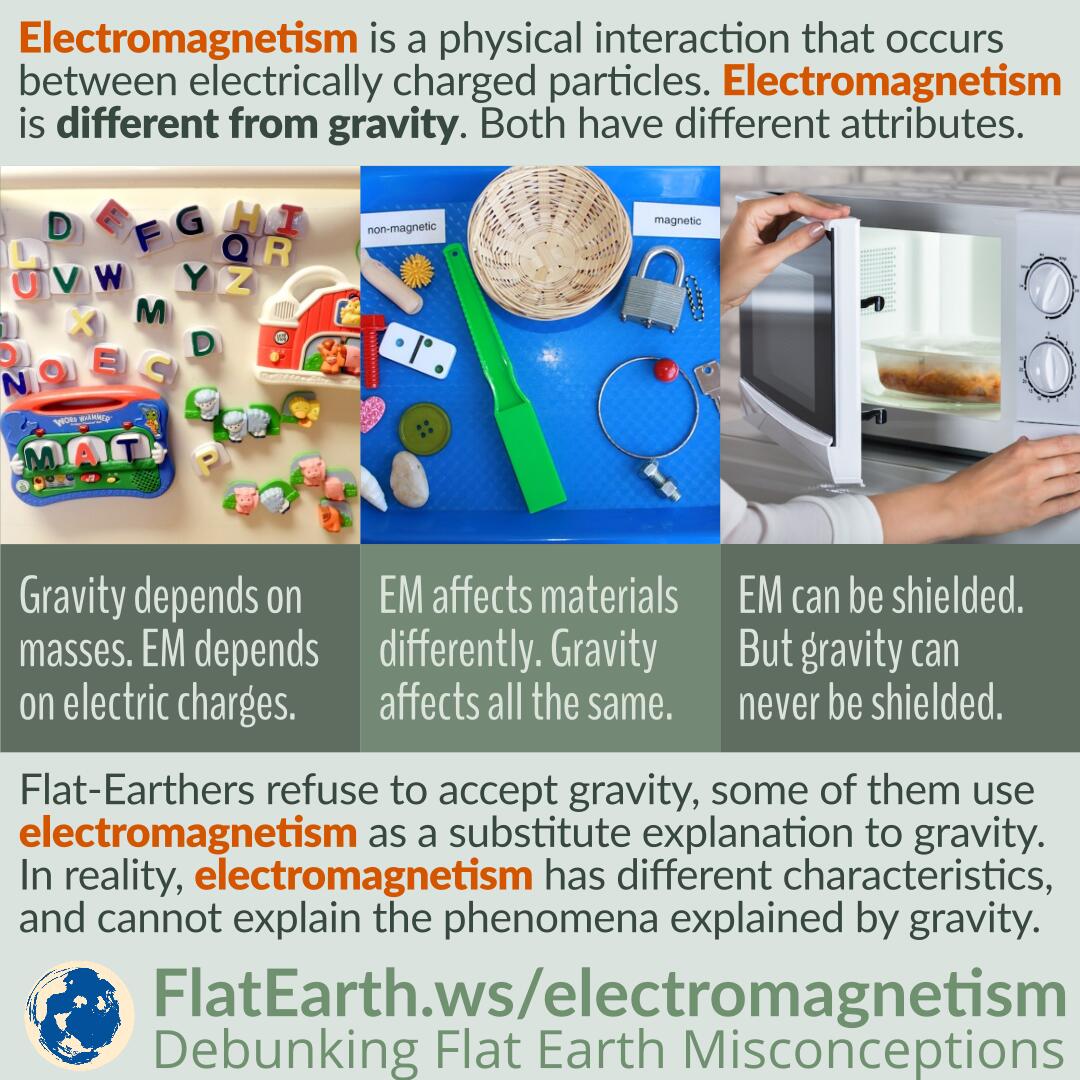 Electromagnetism is a physical interaction that occurs
between electrically charged particles. Electromagnetism
is different from gravity. Both have different attributes.
D E F G H I
L Q R
U V W Y Z
X M
D
O E C
N
WORD WHAMMER
M A T
P
non-magnetic
magnetic
Gravity depends on
masses. EM depends
on electric charges.
EM affects materials
differently. Gravity
affects all the same.
EM can be shielded.
But gravity can
never be shielded.
Flat-Earthers refuse to accept gravity, some of them use
electromagnetism as a substitute explanation to gravity.
In reality, electromagnetism has different characteristics,
and cannot explain the phenomena explained by gravity.
FlatEarth.ws/electromagnetism
Debunking Flat Earth Misconceptions